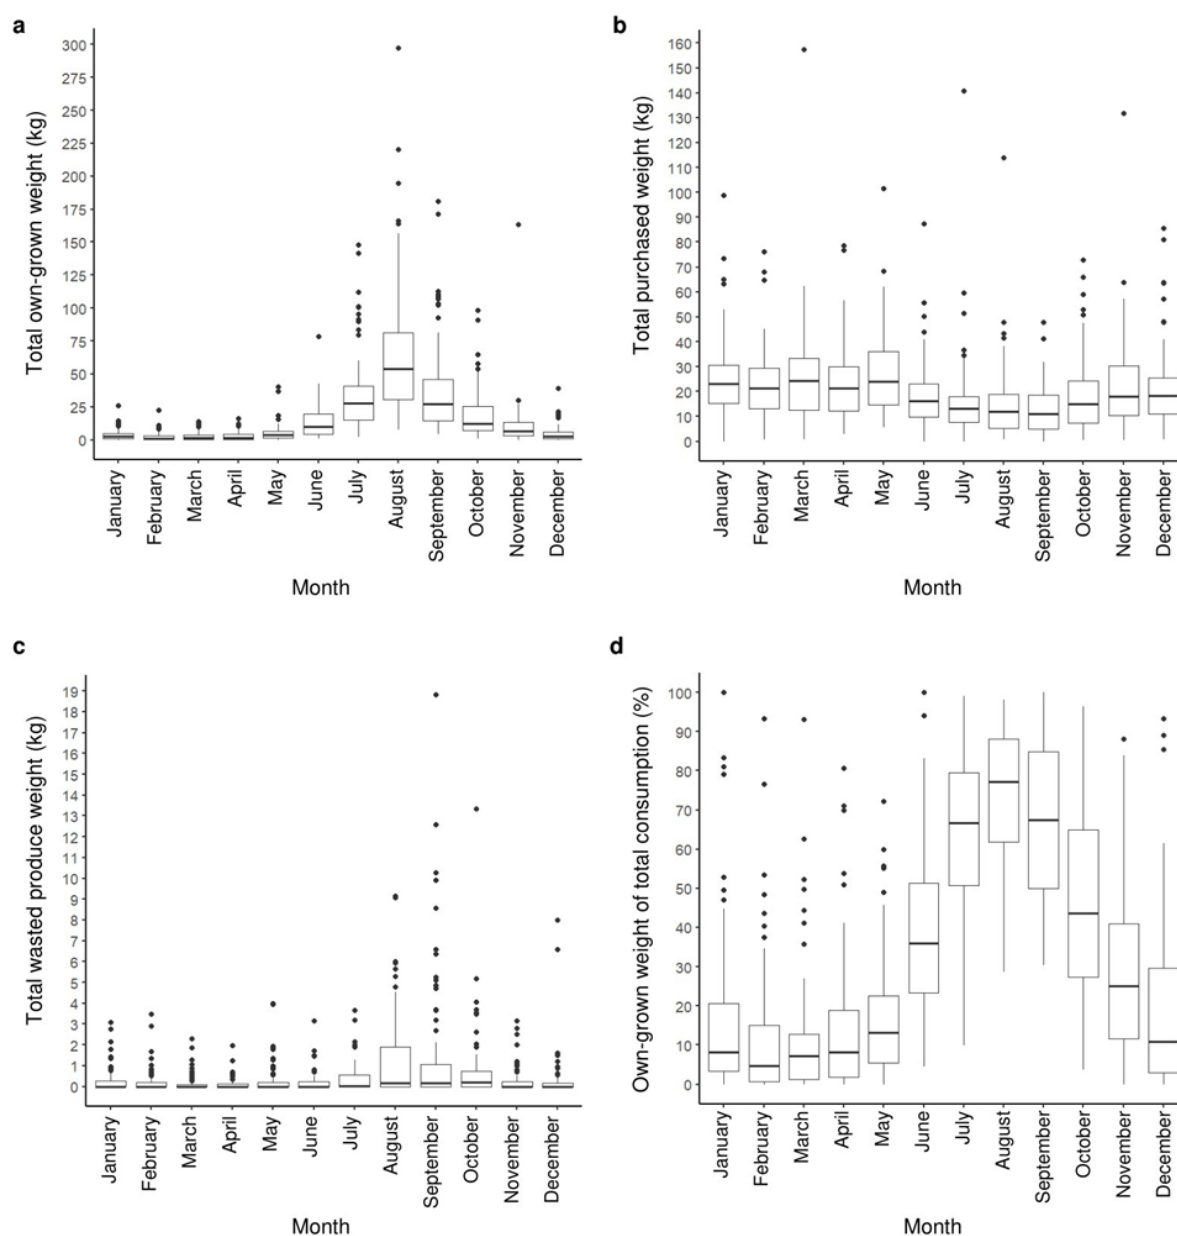 a
Total own-grown weight (kg)
300
275
250
225
200
175
150
125
100
75
50
25
0
January
February
March
April
May
June
July
August
September
October
November
December
Month
b
Total purchased weight (kg)
160
150
140
130
120
110
100
90
80
70
60
50
40
30
20
10
0
January
February
March
April
May
June
July
August
September
October
November
December
Month
c
Total wasted produce weight (kg)
19
18
17
16
15
14
13
12
11
10
9
8
7
6
5
4
3
2
1
0
January
February
March
April
May
June
July
August
September
October
November
December
Month
d
Own-grown weight of total consumption (%)
100
90
80
70
60
50
40
30
20
10
0
January
February
March
April
May
June
July
August
September
October
November
December
Month